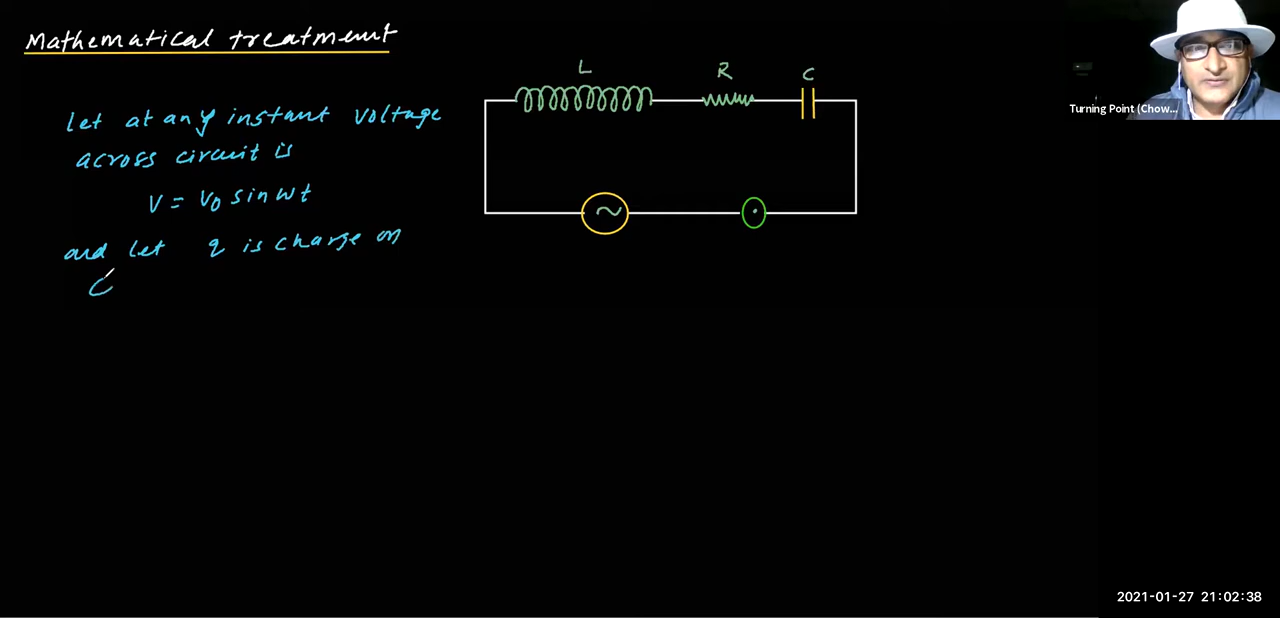 Mathematical treatment
L
R
C
Let at any instant voltage
across circuit is
V = V₀ sin ωt
and let q is charge on
C
~
Turning Point (Chow...
2021-01-27 21:02:38